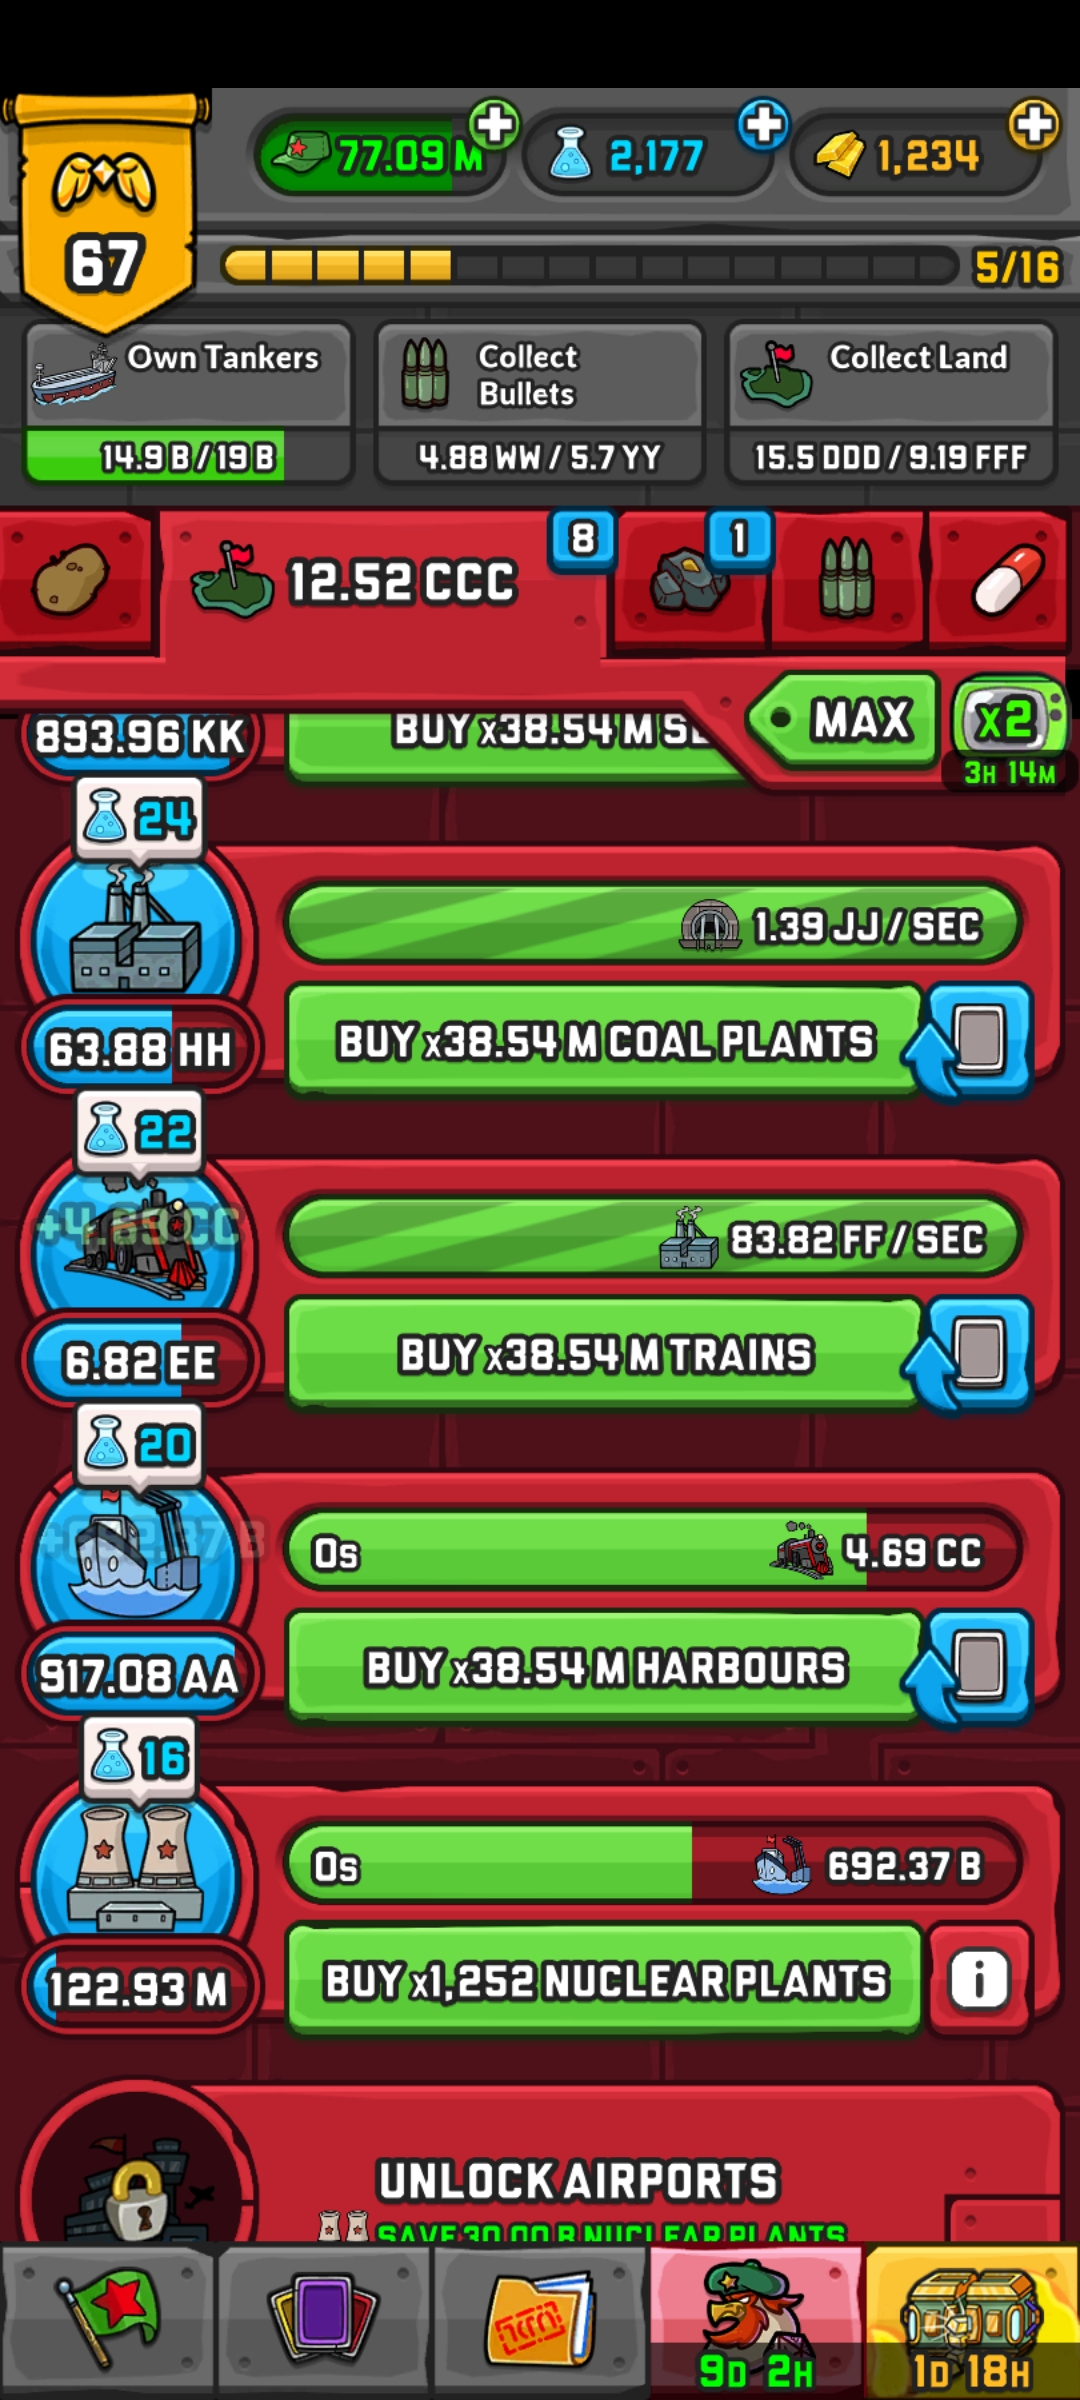 77.09 M
2,177
1,234
67
5/16
Own Tankers
14.9 B / 19 B
Collect
Bullets
4.88 WW / 5.7 YY
Collect Land
15.5 DDD / 9.19 FFF
12.52 CCC
8
1
MAX
x2
3H 14M
893.96 KK
BUY x38.54 M
24
1.39 JJ / SEC
63.88 HH
BUY x38.54 M COAL PLANTS
22
83.82 FF / SEC
6.82 EE
BUY x38.54 M TRAINS
20
0s
4.69 CC
917.08 AA
BUY x38.54 M HARBOURS
16
0s
692.37 B
122.93 M
BUY x1,252 NUCLEAR PLANTS
i
UNLOCK AIRPORTS
SAVE 30.00 B NUCLEAR PLANTS
9D 2H
1D 18H